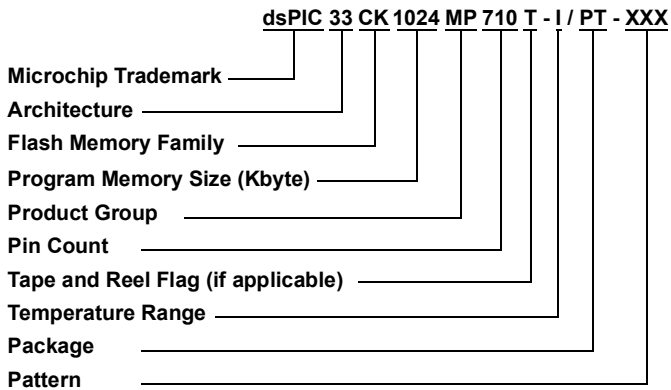 dsPIC 33 CK 1024 MP 710 T - I / PT - XXX
Microchip Trademark
Architecture
Flash Memory Family
Program Memory Size (Kbyte)
Product Group
Pin Count
Tape and Reel Flag (if applicable)
Temperature Range
Package
Pattern